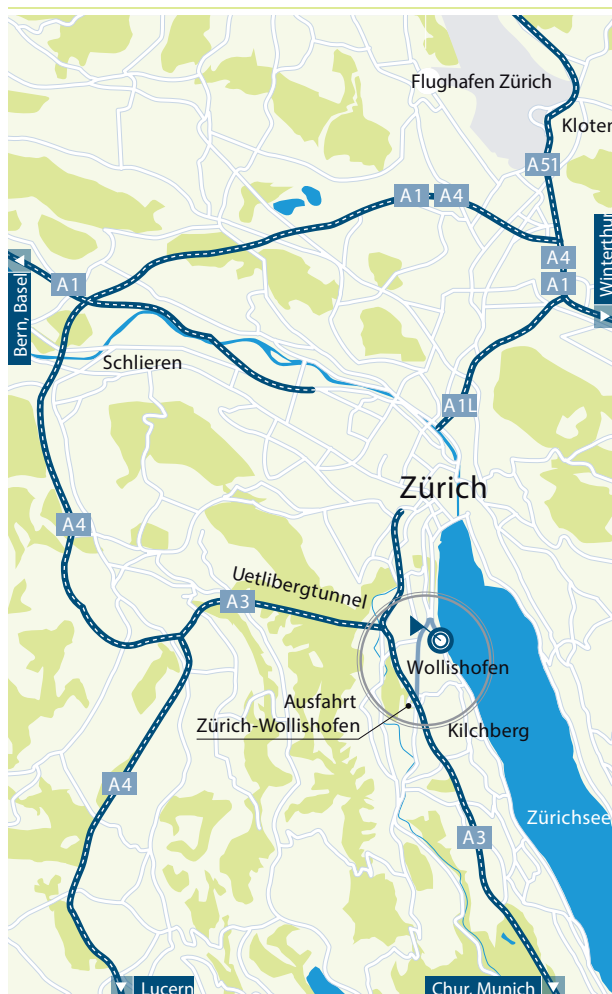 Flughafen Zürich
Kloten
A51
A1 A4
A4
A1
Winterthur
A1
Bern, Basel
Schlieren
A1L
Zürich
A4
Uetlibergtunnel
A3
Wollishofen
Ausfahrt
Zürich-Wollishofen
Kilchberg
A4
Zürichsee
A3
Lucern
Chur, Munich